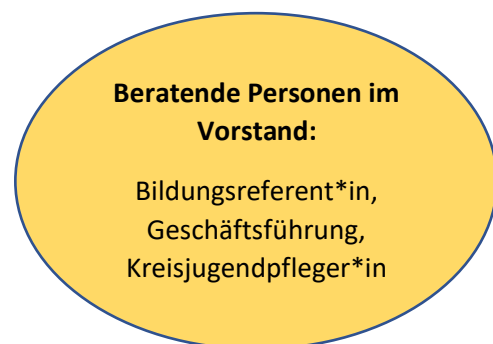 Beratende Personen im
Vorstand:
Bildungsreferent*in,
Geschäftsführung,
Kreisjugendpfleger*in